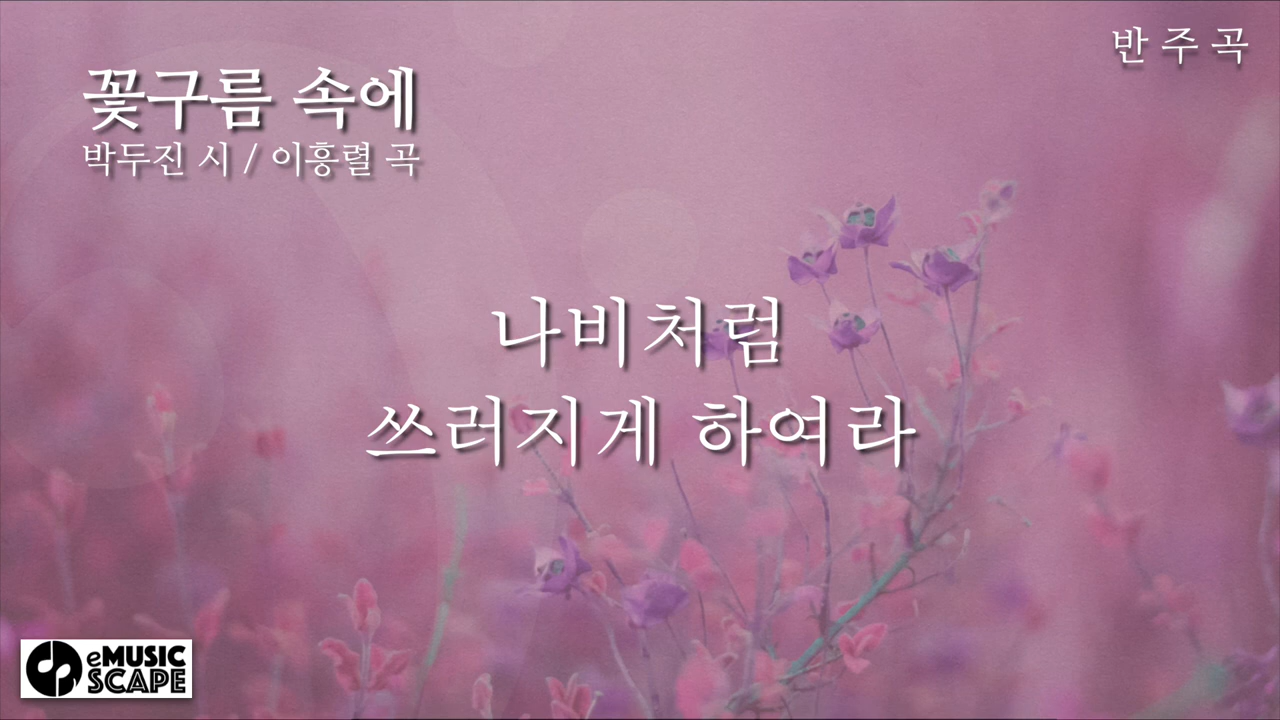 반 주 곡
꽃구름 속에
박두진 시 / 이흥렬 곡
나비처럼
쓰러지게 하여라
eMUSIC
SCAPE